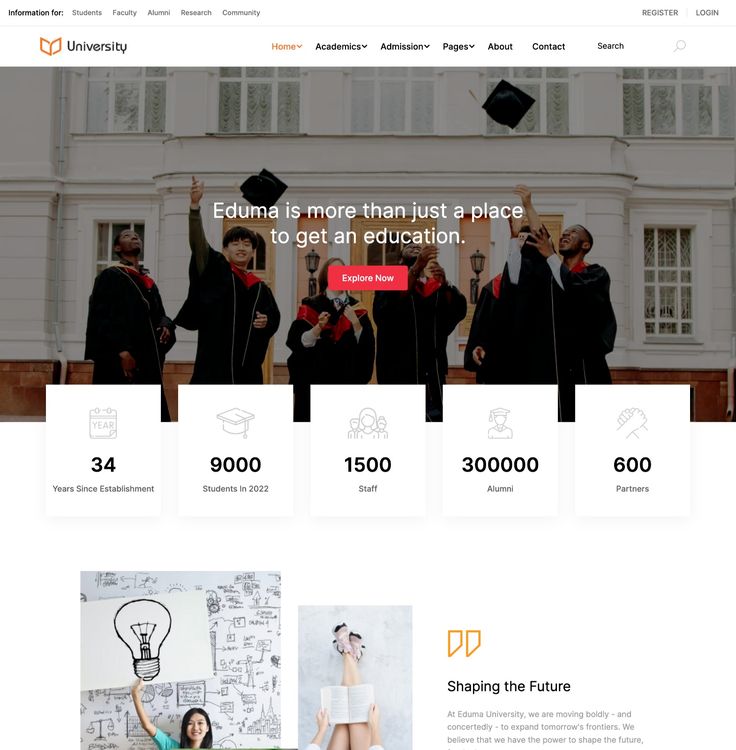 Information for: Students Faculty Alumni Research Community REGISTER LOGIN
University Home Academics Admission Pages About Contact Search
Eduma is more than just a place
to get an education.
Explore Now
YEAR
34 9000 1500 300000 600
Years Since Establishment Students In 2022 Staff Alumni Partners
Shaping the Future
At Eduma University, we are moving boldly - and
concertedly - to expand tomorrow's frontiers. We
believe that we have the power to shape the future,